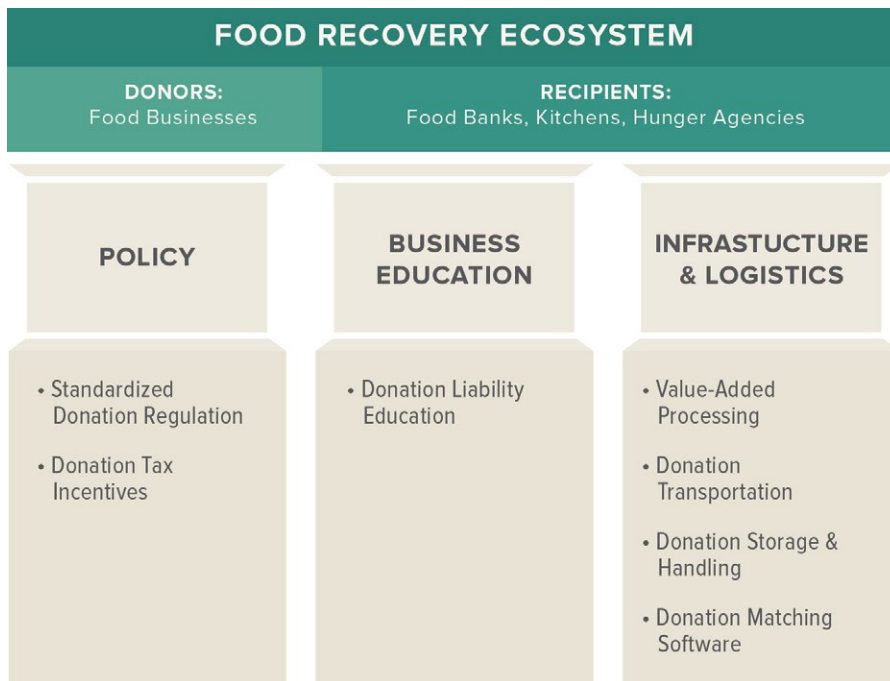 FOOD RECOVERY ECOSYSTEM
DONORS:
Food Businesses
RECIPIENTS:
Food Banks, Kitchens, Hunger Agencies
POLICY
• Standardized
Donation Regulation
• Donation Tax
Incentives
BUSINESS
EDUCATION
• Donation Liability
Education
INFRASTUCTURE
& LOGISTICS
• Value-Added
Processing
• Donation
Transportation
• Donation Storage &
Handling
• Donation Matching
Software